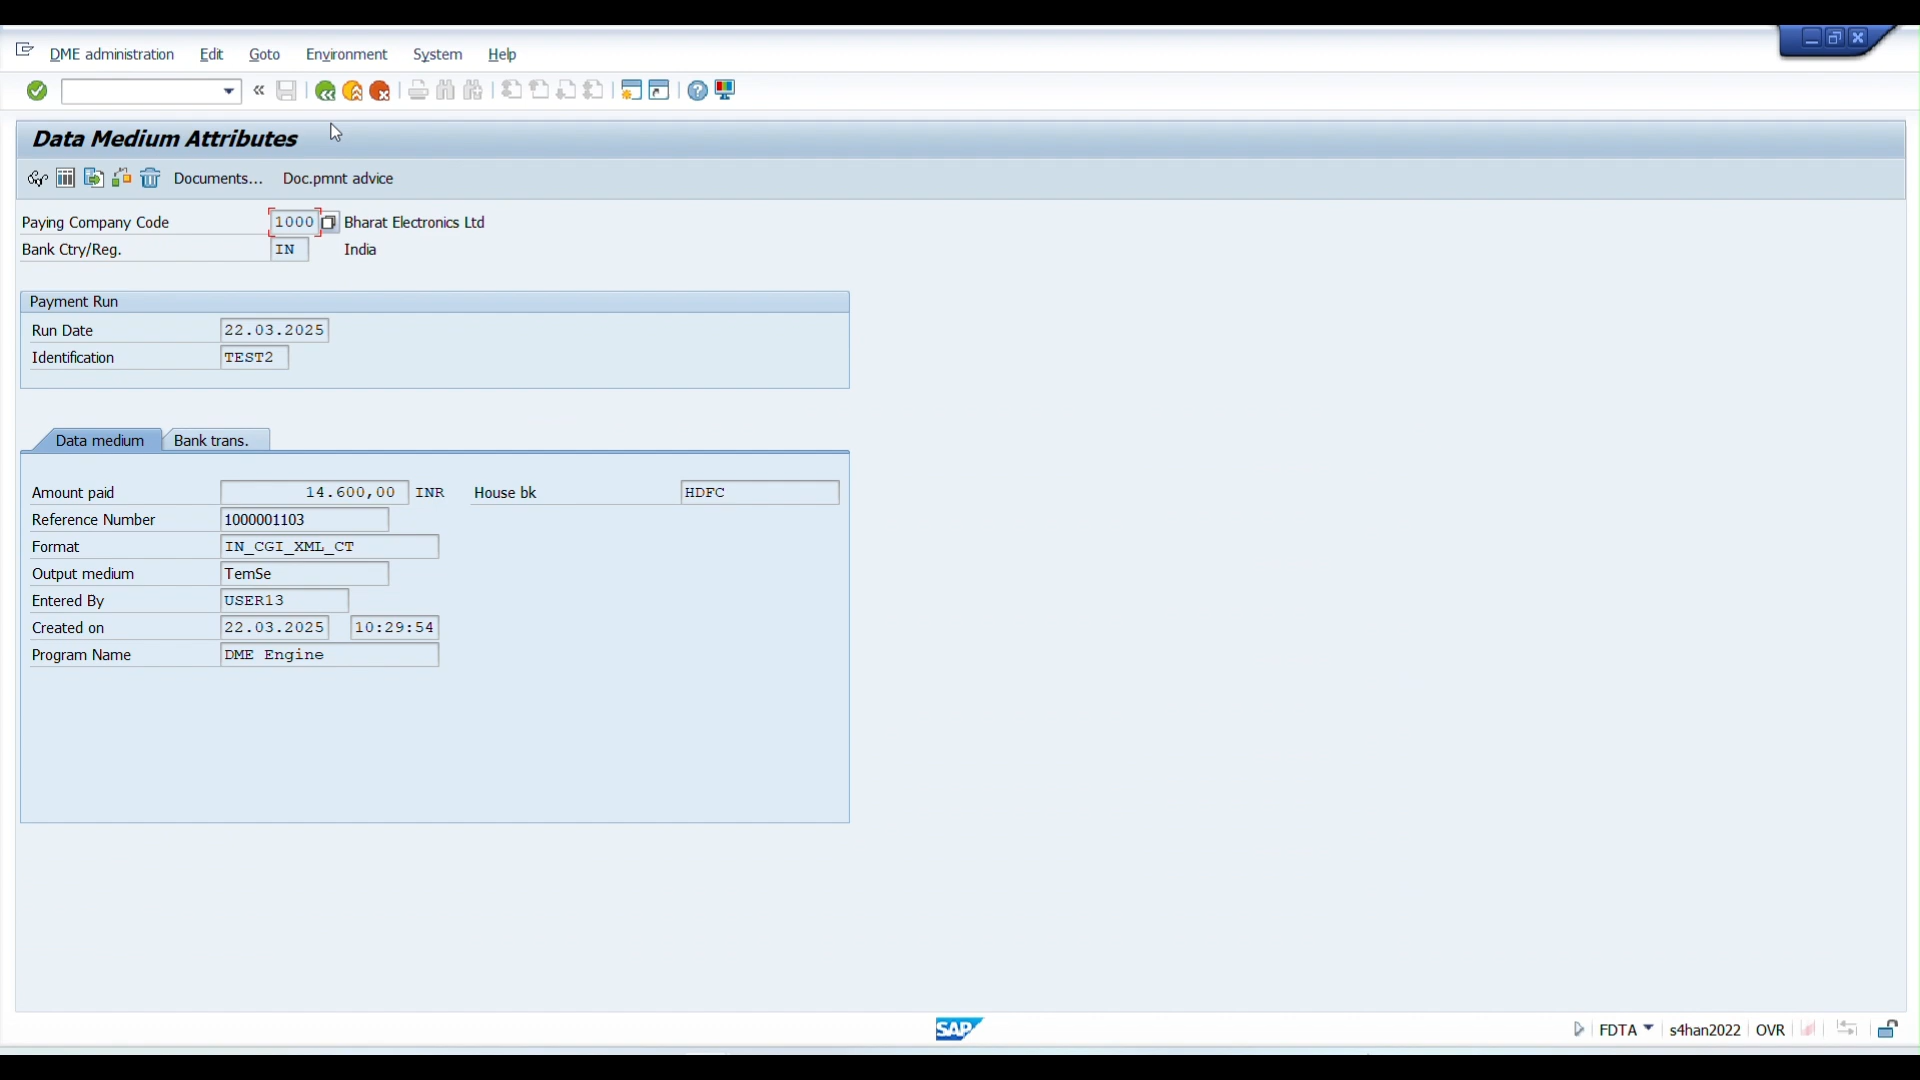 DME administration Edit Goto Environment System Help
Data Medium Attributes
Documents... Doc.pmnt advice
Paying Company Code 1000 Bharat Electronics Ltd
Bank Ctry/Reg. IN India
Payment Run
Run Date 22.03.2025
Identification TEST2
Data medium Bank trans.
Amount paid 14.600,00 INR House bk HDFC
Reference Number 1000001103
Format IN_CGI_XML_CT
Output medium TemSe
Entered By USER13
Created on 22.03.2025 10:29:54
Program Name DME Engine
SAP FDTA s4han2022 OVR